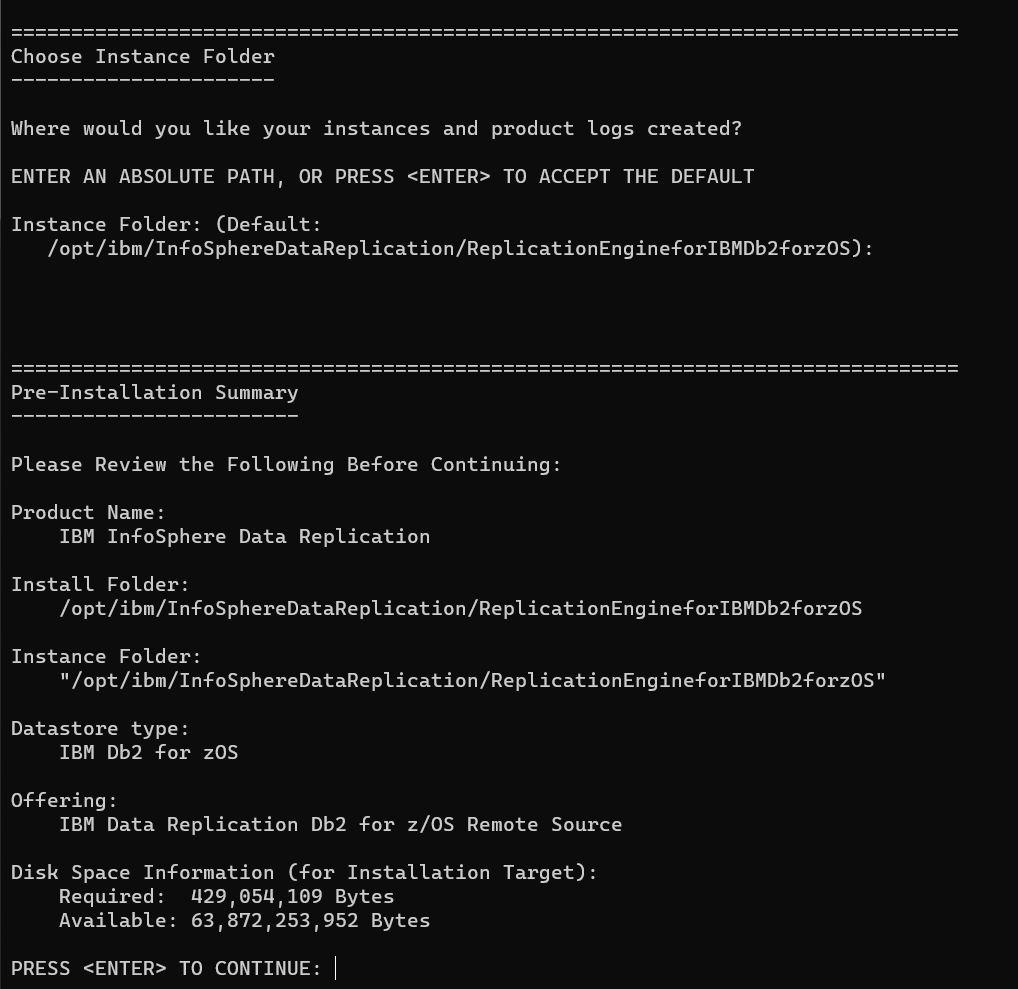 ===============================================================================
Choose Instance Folder
----------------------
Where would you like your instances and product logs created?
ENTER AN ABSOLUTE PATH, OR PRESS <ENTER> TO ACCEPT THE DEFAULT
Instance Folder: (Default:
   /opt/ibm/InfoSphereDataReplication/ReplicationEngineforIBMDb2forzOS):
===============================================================================
Pre-Installation Summary
------------------------
Please Review the Following Before Continuing:
Product Name:
    IBM InfoSphere Data Replication
Install Folder:
    /opt/ibm/InfoSphereDataReplication/ReplicationEngineforIBMDb2forzOS
Instance Folder:
    "/opt/ibm/InfoSphereDataReplication/ReplicationEngineforIBMDb2forzOS"
Datastore type:
    IBM Db2 for zOS
Offering:
    IBM Data Replication Db2 for z/OS Remote Source
Disk Space Information (for Installation Target):
    Required:  429,054,109 Bytes
    Available: 63,872,253,952 Bytes
PRESS <ENTER> TO CONTINUE: